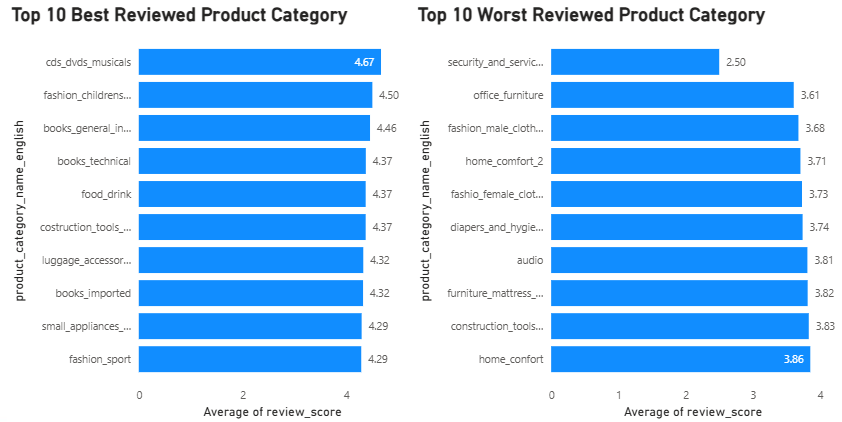 Top 10 Best Reviewed Product Category
product_category_name_english
cds_dvds_musicals 4.67
fashion_childrens... 4.50
books_general_in... 4.46
books_technical 4.37
food_drink 4.37
costruction_tools_... 4.37
luggage_accessor... 4.32
books_imported 4.32
small_appliances_... 4.29
fashion_sport 4.29
0 2 4
Average of review_score
Top 10 Worst Reviewed Product Category
product_category_name_english
security_and_servic... 2.50
office_furniture 3.61
fashion_male_cloth... 3.68
home_comfort_2 3.71
fashio_female_clot... 3.73
diapers_and_hygie... 3.74
audio 3.81
furniture_mattress_... 3.82
construction_tools... 3.83
home_confort 3.86
0 1 2 3 4
Average of review_score